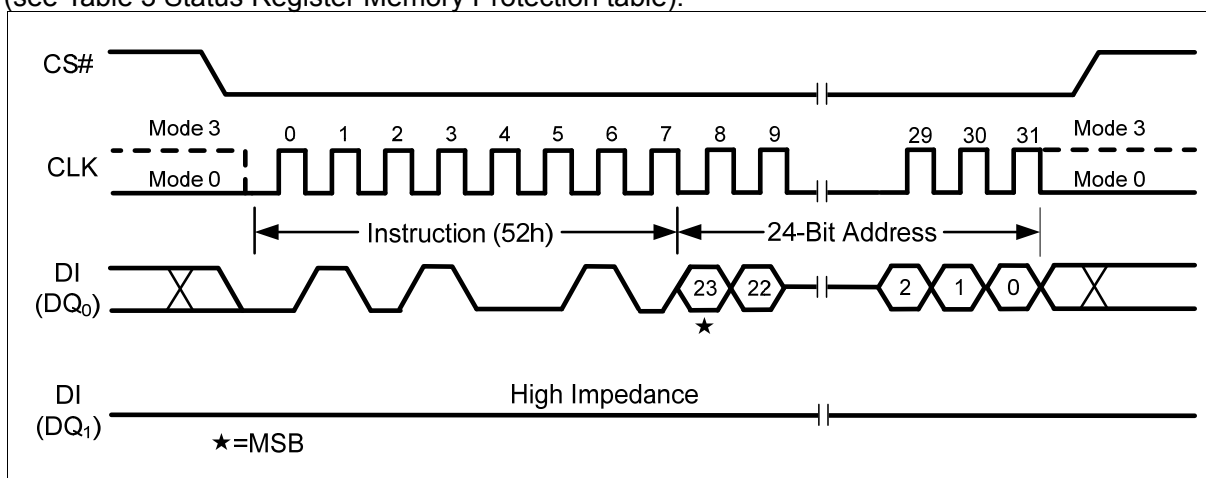 (see Table 3 Status Register Memory Protection table).
CS#
Mode 3
0 1 2 3 4 5 6 7 8 9 29 30 31
Mode 3
CLK
Mode 0
Mode 0
Instruction (52h)
24-Bit Address
DI
(DQ0)
23 22 2 1 0
★
DI
(DQ1)
High Impedance
★=MSB